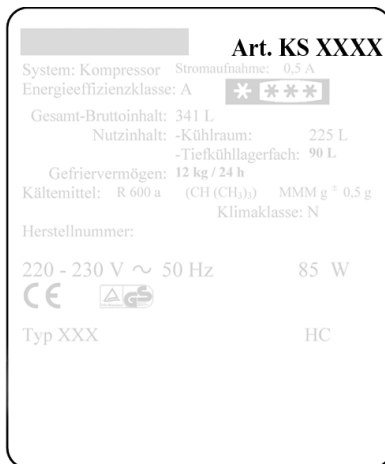 Art. KS XXXX
System: Kompressor Stromaufnahme: 0,5 A
Energieeffizienzklasse: A
Gesamt-Bruttoinhalt: 341 L
Nutzinhalt: -Kühlraum: 225 L
-Tiefkühllagerfach: 90 L
Gefriervermögen: 12 kg / 24 h
Kältemittel: R 600 a (CH (CH₃)₃) MMM g ± 0,5 g
Klimaklasse: N
Herstellnummer:
220 - 230 V ~ 50 Hz 85 W
CE GS
Typ XXX HC